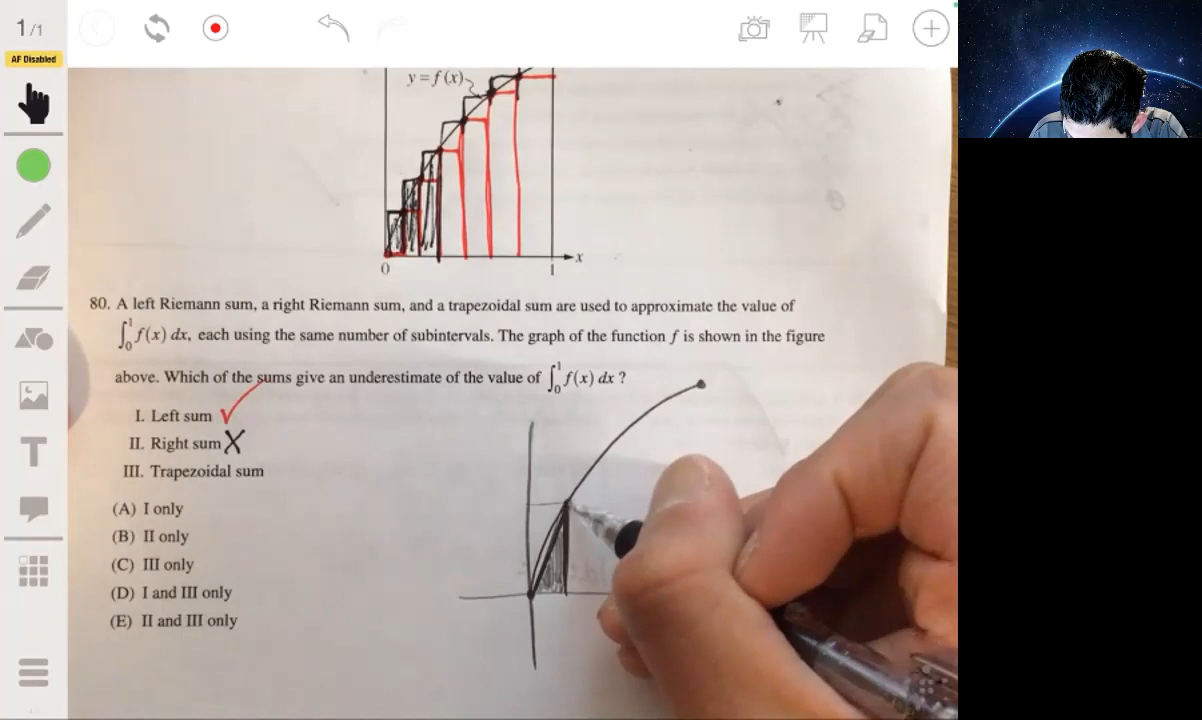 1/1
AF Disabled
y = f(x)
0
1
x
80. A left Riemann sum, a right Riemann sum, and a trapezoidal sum are used to approximate the value of
∫₀¹ f(x) dx, each using the same number of subintervals. The graph of the function f is shown in the figure
above. Which of the sums give an underestimate of the value of ∫₀¹ f(x) dx ?
I. Left sum ✓
II. Right sum X
III. Trapezoidal sum
(A) I only
(B) II only
(C) III only
(D) I and III only
(E) II and III only
T